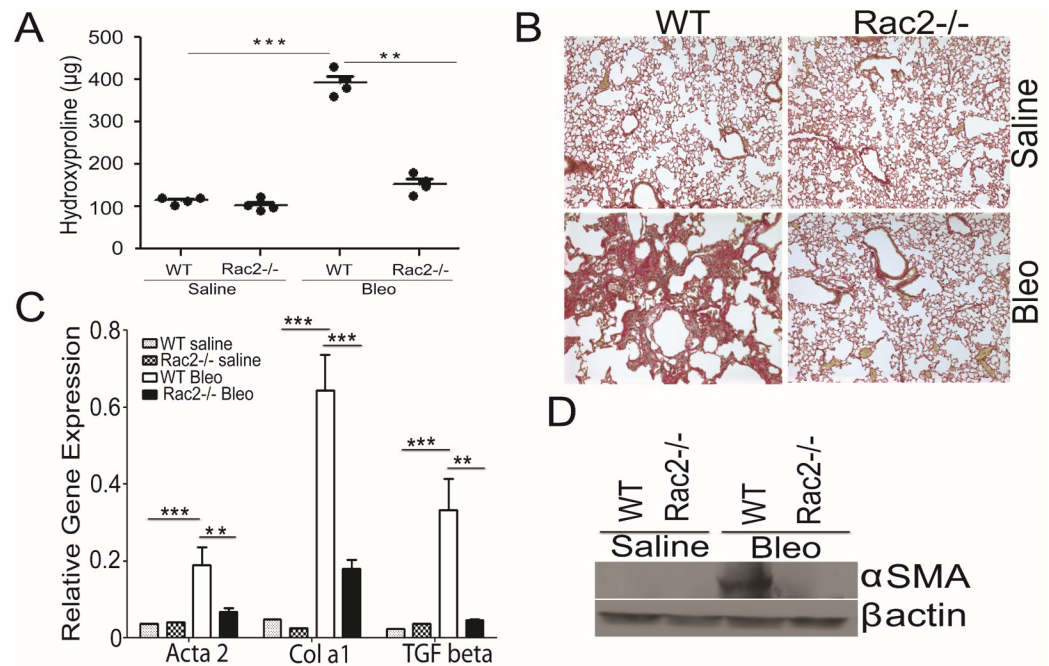 A
Hydroxyproline (µg)
500
400
300
200
100
0
***
**
WT
Rac2-/-
WT
Rac2-/-
Saline
Bleo
B
WT
Rac2-/-
Saline
Bleo
C
Relative Gene Expression
0.8
0.6
0.4
0.2
0
WT saline
Rac2-/- saline
WT Bleo
Rac2-/- Bleo
***
**
***
***
***
**
Acta 2
Col a1
TGF beta
D
WT
Rac2-/-
WT
Rac2-/-
Saline
Bleo
αSMA
βactin